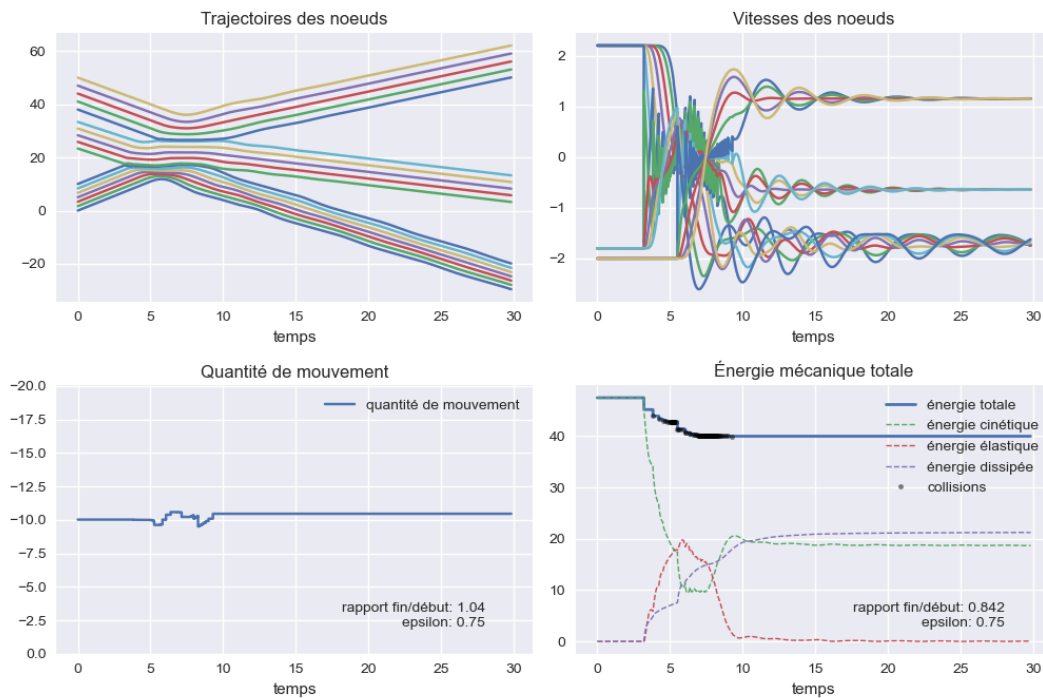 Trajectoires des noeuds
60
40
20
0
−20
0 5 10 15 20 25 30
temps
Vitesses des noeuds
2
1
0
−1
−2
0 5 10 15 20 25 30
temps
Quantité de mouvement
−20.0
−17.5
−15.0
−12.5
−10.0
−7.5
−5.0
−2.5
0.0
quantité de mouvement
rapport fin/début: 1.04
epsilon: 0.75
0 5 10 15 20 25 30
temps
Énergie mécanique totale
40
30
20
10
0
énergie totale
énergie cinétique
énergie élastique
énergie dissipée
collisions
rapport fin/début: 0.842
epsilon: 0.75
0 5 10 15 20 25 30
temps